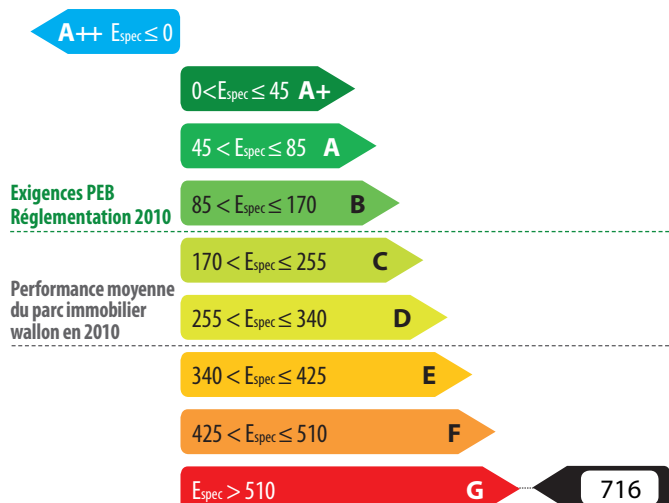 A++ Espec ≤ 0
0<Espec ≤ 45 A+
45 < Espec ≤ 85 A
Exigences PEB
Réglementation 2010
85 < Espec ≤ 170 B
170 < Espec ≤ 255 C
Performance moyenne
du parc immobilier
wallon en 2010
255 < Espec ≤ 340 D
340 < Espec ≤ 425 E
425 < Espec ≤ 510 F
Espec > 510 G 716